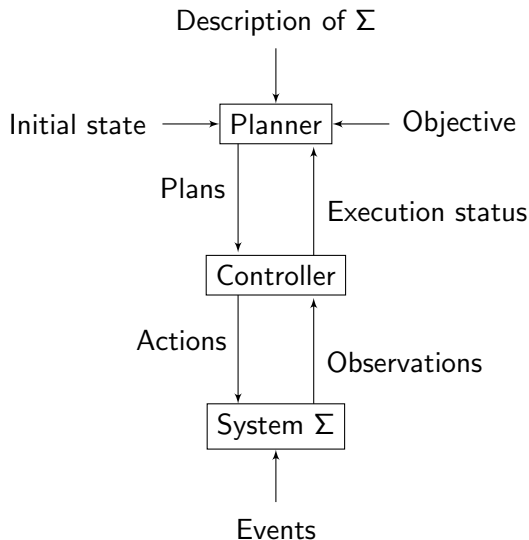 Description of Σ
Initial state
Planner
Objective
Plans
Execution status
Controller
Actions
Observations
System Σ
Events